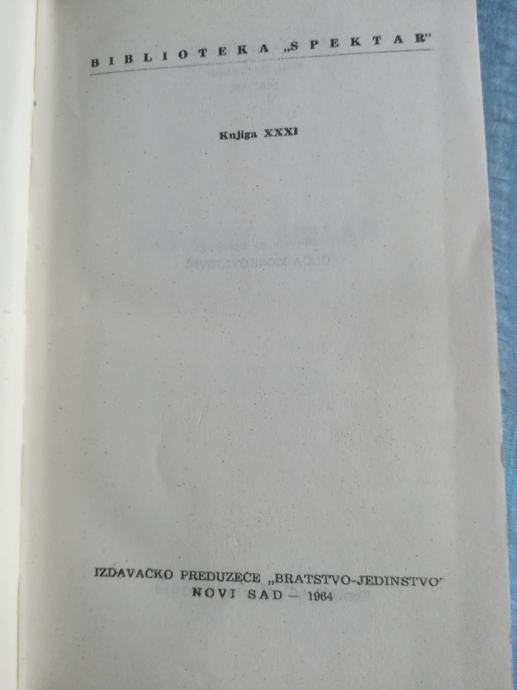 BIBLIOTEKA „SPEKTAR"
Knjiga XXXI
IZDAVAČKO PREDUZEĆE „BRATSTVO-JEDINSTVO"
NOVI SAD — 1964